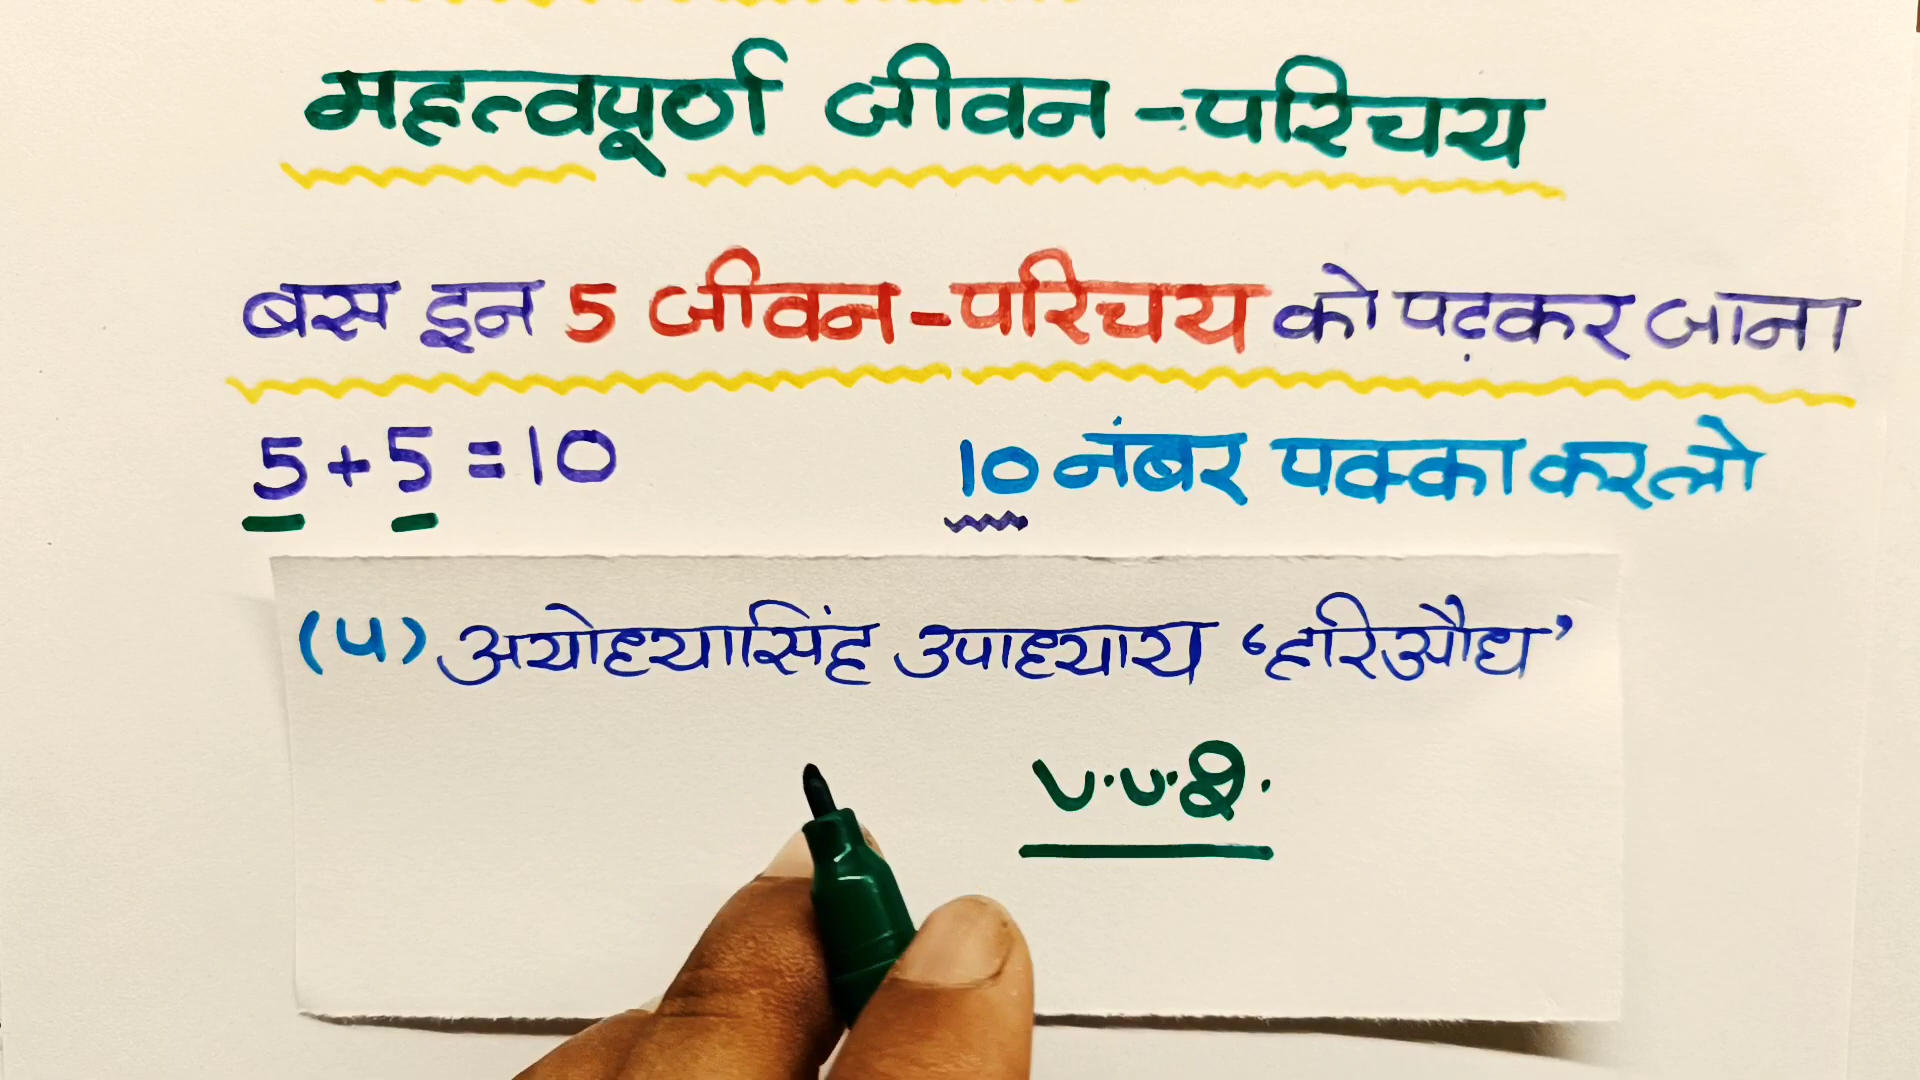 महत्वपूर्ण जीवन-परिचय
बस इन 5 जीवन-परिचय को पढ़कर जाना
5+5=10 10 नंबर पक्का करलो
(५) अयोध्यासिंह उपाध्याय ‘हरिऔध’